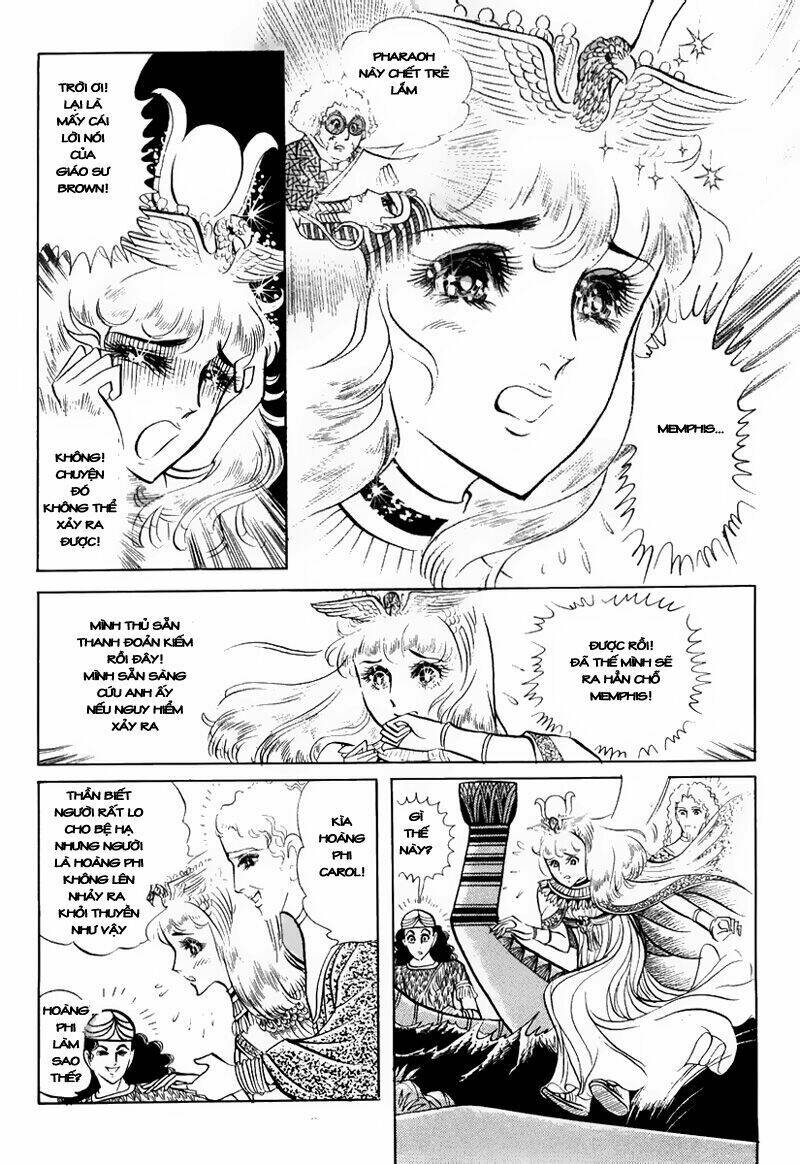 TRỜI ƠI!
LẠI LÀ
MẤY CÁI
LỜI NÓI
CỦA
GIÁO SƯ
BROWN!
KHÔNG!
CHUYỆN
ĐÓ
KHÔNG THỂ
XẢY RA
ĐƯỢC!
PHARAOH
NÀY CHẾT TRẺ
LẮM
MEMPHIS...
MÌNH THỦ SẴN
THANH ĐOẢN KIẾM
RỒI ĐÂY!
MÌNH SẴN SÀNG
CỨU ANH ẤY
NẾU NGUY HIỂM
XẢY RA
ĐƯỢC RỒI!
ĐÃ THẾ MÌNH SẼ
RA HẲN CHỖ
MEMPHIS!
THẦN BIẾT
NGƯỜI RẤT LO
CHO BỆ HẠ
NHƯNG NGƯỜI
LÀ HOÀNG PHI
KHÔNG LÊN
NHẢY RA
KHỎI THUYỀN
NHƯ VẬY
KÌA
HOÀNG
PHI
CAROL!
HOÀNG
PHI
LÀM
SAO
THẾ?
GÌ
THẾ
NÀY?